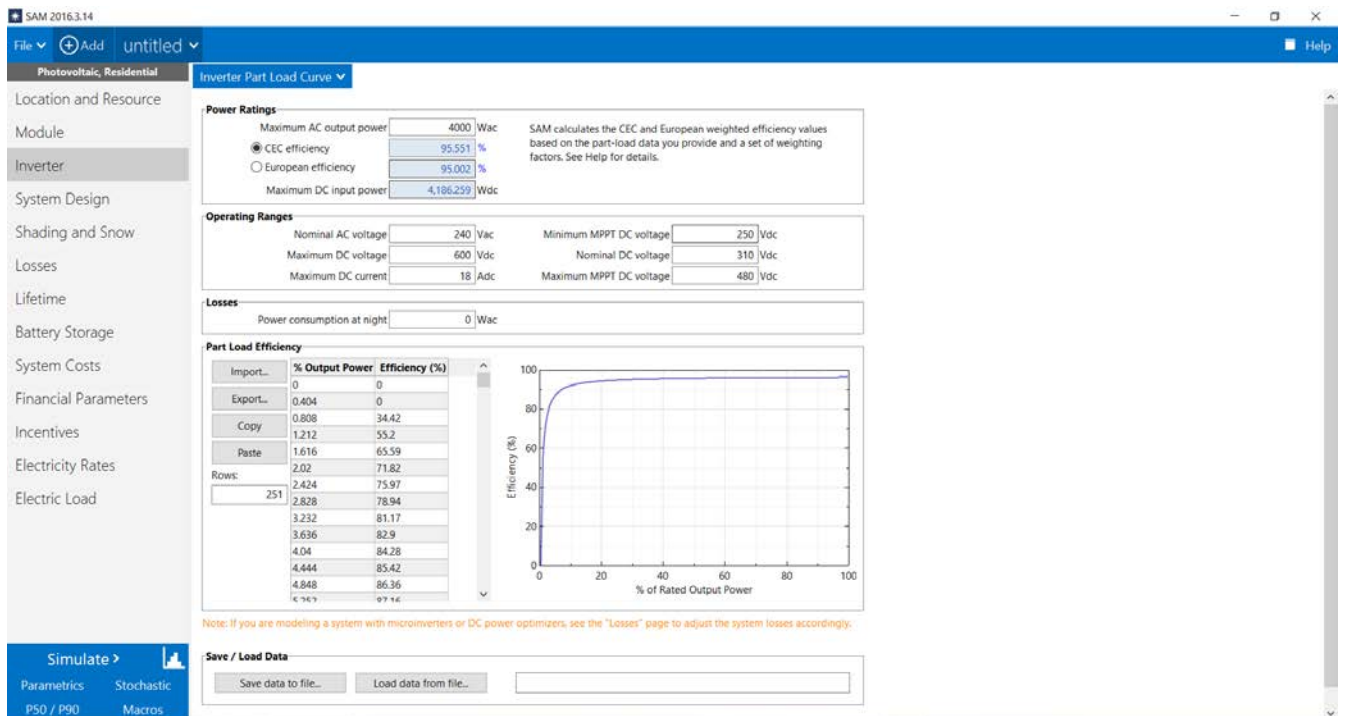 SAM 2016.3.14
File Add untitled Help
Photovoltaic, Residential
Location and Resource
Module
Inverter
System Design
Shading and Snow
Losses
Lifetime
Battery Storage
System Costs
Financial Parameters
Incentives
Electricity Rates
Electric Load
Simulate >
Parametrics Stochastic
P50 / P90 Macros
Inverter Part Load Curve
Power Ratings
Maximum AC output power 4000 Wac
CEC efficiency 95.551 %
European efficiency 95.002 %
Maximum DC input power 4,186.259 Wdc
SAM calculates the CEC and European weighted efficiency values
based on the part-load data you provide and a set of weighting
factors. See Help for details.
Operating Ranges
Nominal AC voltage 240 Vac Minimum MPPT DC voltage 250 Vdc
Maximum DC voltage 600 Vdc Nominal DC voltage 310 Vdc
Maximum DC current 18 Adc Maximum MPPT DC voltage 480 Vdc
Losses
Power consumption at night 0 Wac
Part Load Efficiency
Import...
Export...
Copy
Paste
Rows:
251
% Output Power Efficiency (%)
0 0
0.404 0
0.808 34.42
1.212 55.2
1.616 65.59
2.02 71.82
2.424 75.97
2.828 78.94
3.232 81.17
3.636 82.9
4.04 84.28
4.444 85.42
4.848 86.36
5.252 87.16
100
80
60
40
20
0
Efficiency (%)
0 20 40 60 80 100
% of Rated Output Power
Note: If you are modeling a system with microinverters or DC power optimizers, see the "Losses" page to adjust the system losses accordingly.
Save / Load Data
Save data to file... Load data from file...